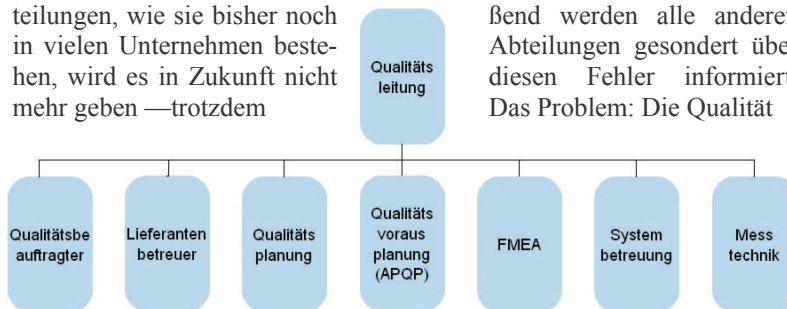 teilungen, wie sie bisher noch
in vielen Unternehmen beste-
hen, wird es in Zukunft nicht
mehr geben —trotzdem
Qualitäts
leitung
ßend werden alle anderen
Abteilungen gesondert übe
diesen Fehler informiert
Das Problem: Die Qualität
Qualitätsbe
auftragter
Lieferanten
betreuer
Qualitäts
planung
Qualitäts
voraus
planung
(APQP)
FMEA
System
betreuung
Mess
technik